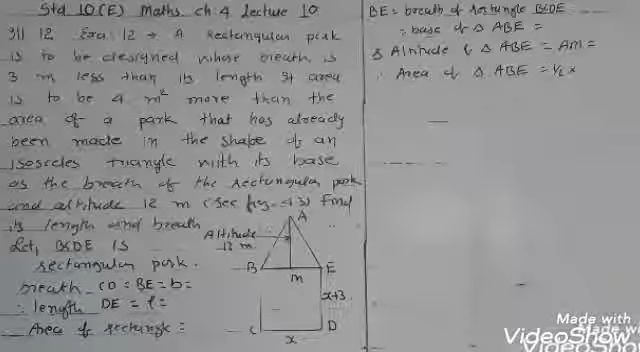 Std 10(E) Maths ch:4 Lecture 10
Ill 12, Exa: 12 → A rectangular park
is to be designed whose breath is
3 m less than its length It area
is to be 4 m² more than the
area of a park that has already
been made in the shape of an
isosceles triangle with its base
as the breath of the rectangular park
and altitude 12 m (see fig - 4.3) Find
its length and breath
Let, BCDE is
rectangular park.
breath CD = BE = b =
∴ length DE = l =
Area of rectangle =
A
Altitude
12 m
B
E
m
x+3
C
D
x
BE = breath of rectangle BCDE
= base of Δ ABE =
& Altitude of Δ ABE = Am =
∴ Area of Δ ABE = ½ x
Made with
VideoShow
Made with
VideoShow